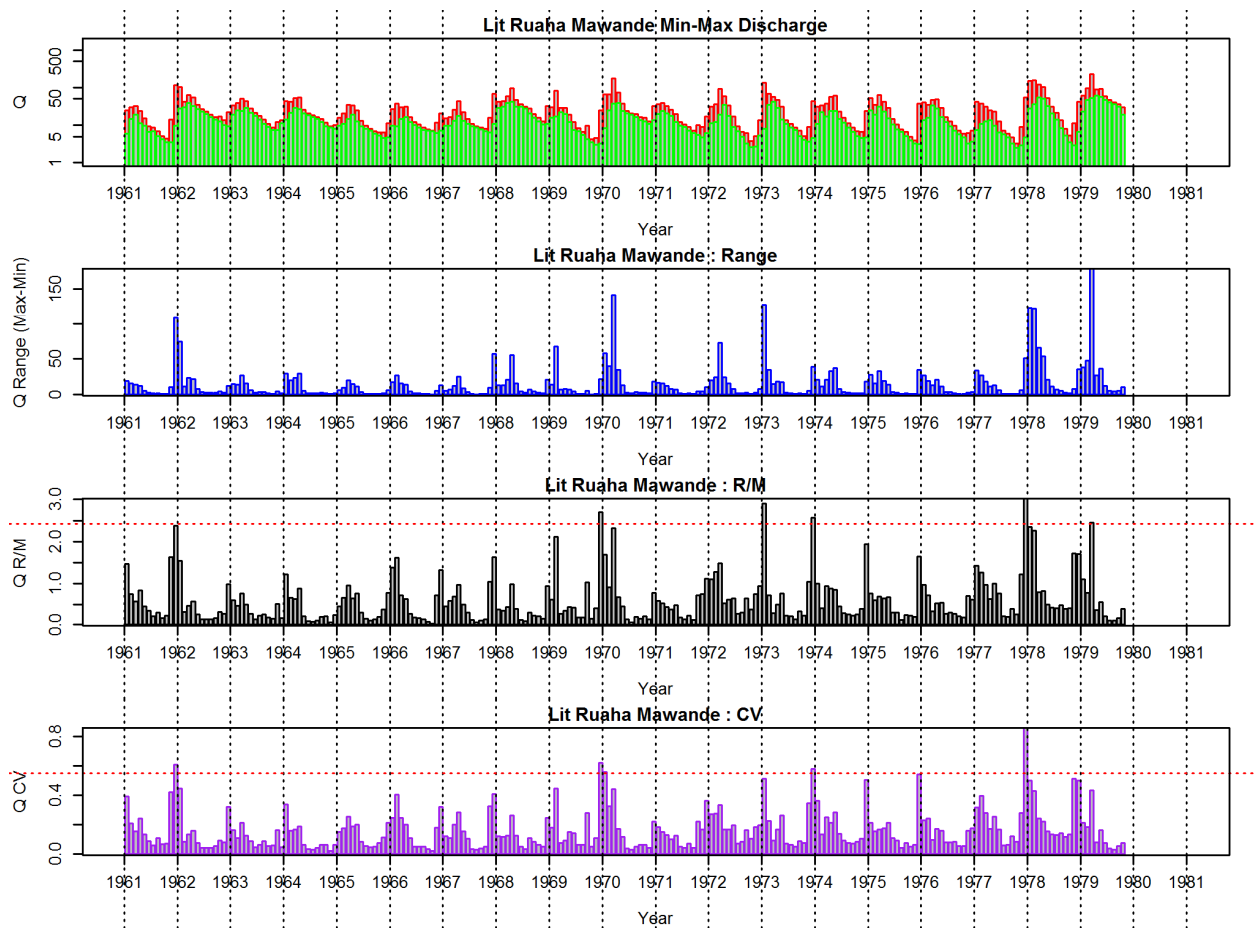 Lit Ruaha Mawande Min-Max Discharge
Q
500
50
5
1
1961 1962 1963 1964 1965 1966 1967 1968 1969 1970 1971 1972 1973 1974 1975 1976 1977 1978 1979 1980 1981
Year
Lit Ruaha Mawande : Range
Q Range (Max-Min)
150
50
0
1961 1962 1963 1964 1965 1966 1967 1968 1969 1970 1971 1972 1973 1974 1975 1976 1977 1978 1979 1980 1981
Year
Lit Ruaha Mawande : R/M
Q R/M
3.0
2.0
1.0
0.0
1961 1962 1963 1964 1965 1966 1967 1968 1969 1970 1971 1972 1973 1974 1975 1976 1977 1978 1979 1980 1981
Year
Lit Ruaha Mawande : CV
Q CV
0.8
0.4
0.0
1961 1962 1963 1964 1965 1966 1967 1968 1969 1970 1971 1972 1973 1974 1975 1976 1977 1978 1979 1980 1981
Year